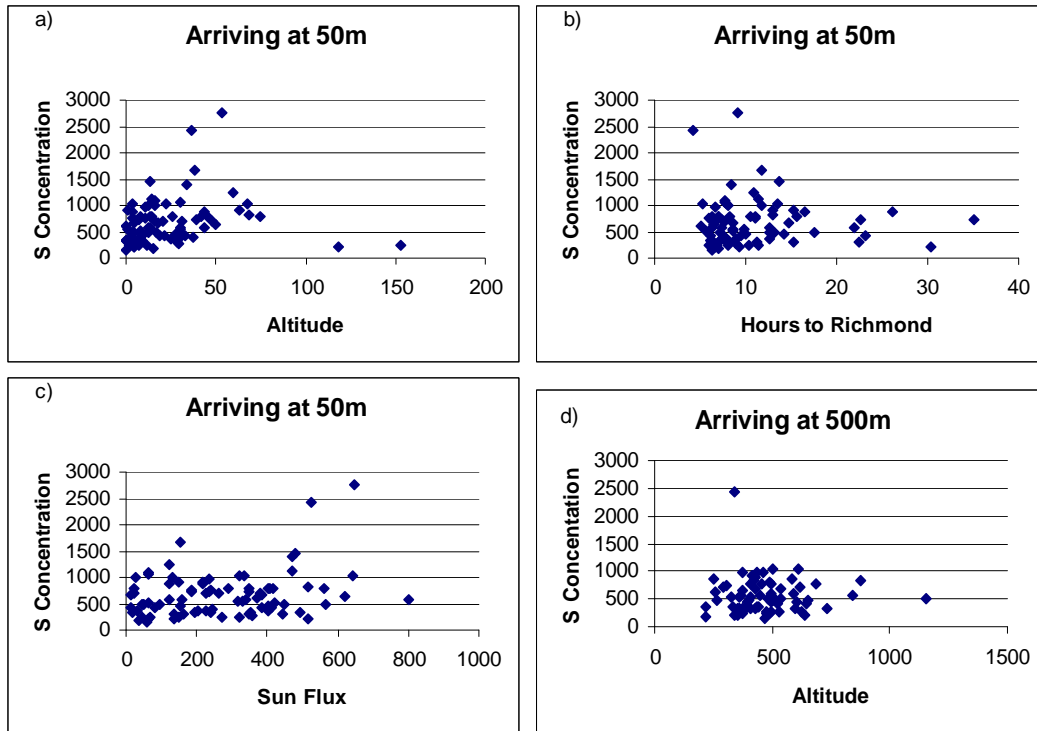 a)
Arriving at 50m
S Concentration
3000
2500
2000
1500
1000
500
0
0 50 100 150 200
Altitude
b)
Arriving at 50m
S Concentration
3000
2500
2000
1500
1000
500
0
0 10 20 30 40
Hours to Richmond
c)
Arriving at 50m
S Concentration
3000
2500
2000
1500
1000
500
0
0 200 400 600 800 1000
Sun Flux
d)
Arriving at 500m
S Concentation
3000
2500
2000
1500
1000
500
0
0 500 1000 1500
Altitude